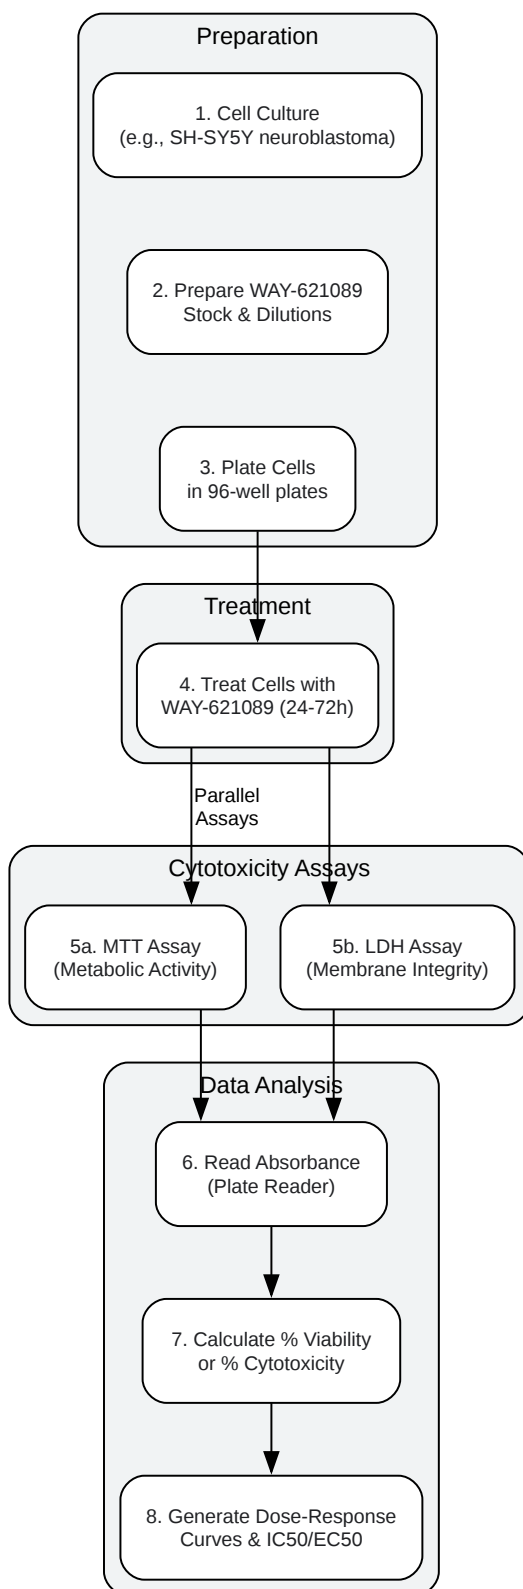 Preparation
1. Cell Culture
(e.g., SH-SY5Y neuroblastoma)
2. Prepare WAY-621089
Stock & Dilutions
3. Plate Cells
in 96-well plates
Treatment
4. Treat Cells with
WAY-621089 (24-72h)
Parallel
Assays
Cytotoxicity Assays
5a. MTT Assay
(Metabolic Activity)
5b. LDH Assay
(Membrane Integrity)
Data Analysis
6. Read Absorbance
(Plate Reader)
7. Calculate % Viability
or % Cytotoxicity
8. Generate Dose-Response
Curves & IC50/EC50